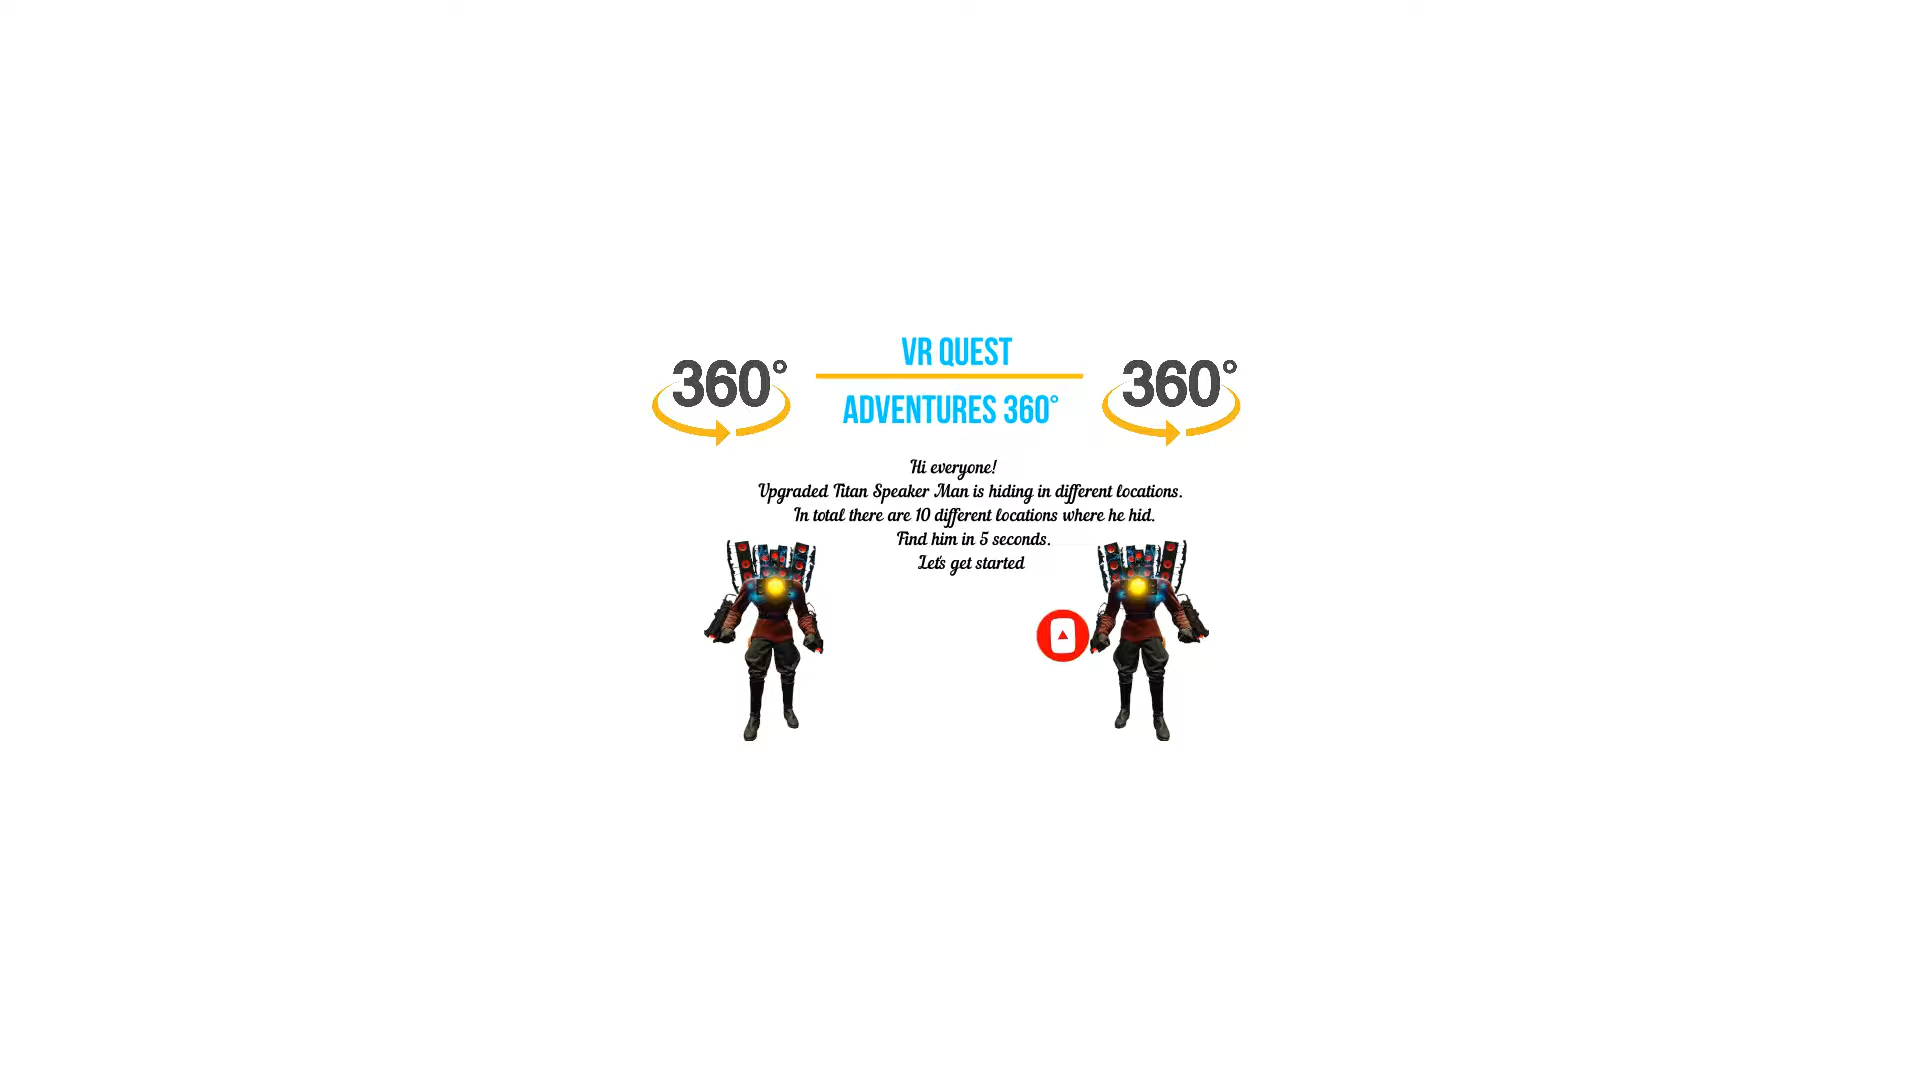 VR QUEST
360°
360°
ADVENTURES 360°
Hi everyone!
Upgraded Titan Speaker Man is hiding in different locations.
In total there are 10 different locations where he hid.
Find him in 5 seconds.
Let's get started